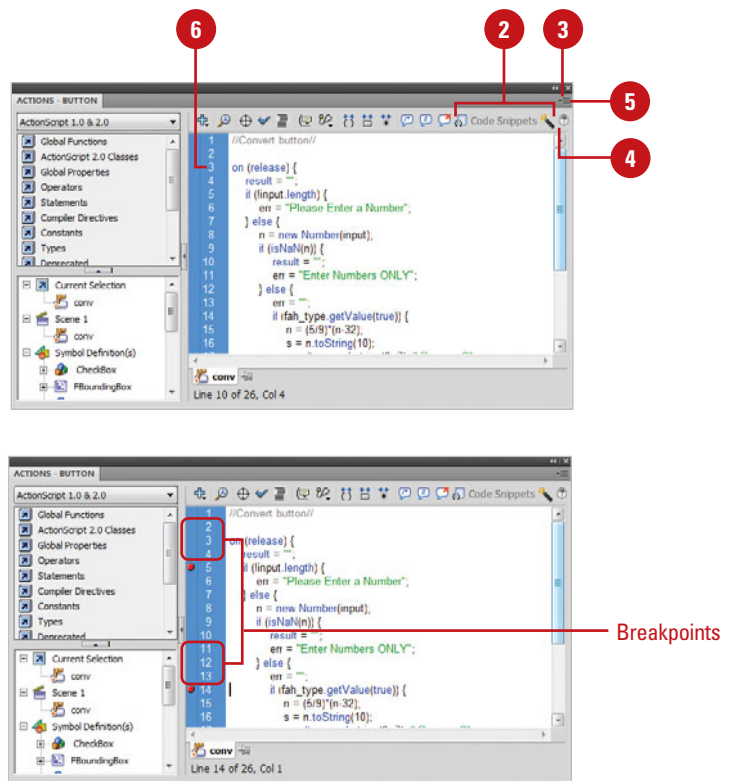 6
2
3
5
4
ACTIONS - BUTTON
ActionScript 1.0 & 2.0
Global Functions
ActionScript 2.0 Classes
Global Properties
Operators
Statements
Compiler Directives
Constants
Types
Deprecated
Current Selection
conv
Scene 1
conv
Symbol Definition(s)
CheckBox
FBoundingBox
Code Snippets
1 //Convert button//
2
3 on (release) {
4 result = "";
5 if (!input.length) {
6 err = "Please Enter a Number";
7 } else {
8 n = new Number(input);
9 if (isNaN(n)) {
10 result = "";
11 err = "Enter Numbers ONLY";
12 } else {
13 err = "";
14 if (fah_type.getValue(true)) {
15 n = (5/9)*(n-32);
16 s = n.toString(10);
conv
Line 10 of 26, Col 4
ACTIONS - BUTTON
ActionScript 1.0 & 2.0
Global Functions
ActionScript 2.0 Classes
Global Properties
Operators
Statements
Compiler Directives
Constants
Types
Deprecated
Current Selection
conv
Scene 1
conv
Symbol Definition(s)
CheckBox
FBoundingBox
Code Snippets
1 //Convert button//
2
3 on (release) {
4 result = "";
5 if (!input.length) {
6 err = "Please Enter a Number";
7 } else {
8 n = new Number(input);
9 if (isNaN(n)) {
10 result = "";
11 err = "Enter Numbers ONLY";
12 } else {
13 err = "";
14 if (fah_type.getValue(true)) {
15 n = (5/9)*(n-32);
16 s = n.toString(10);
conv
Line 14 of 26, Col 1
Breakpoints